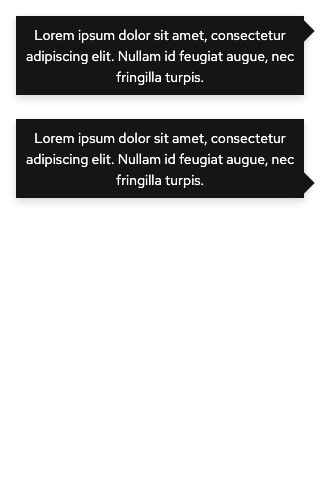 Lorem ipsum dolor sit amet, consectetur
adipiscing elit. Nullam id feugiat augue, nec
fringilla turpis.
Lorem ipsum dolor sit amet, consectetur
adipiscing elit. Nullam id feugiat augue, nec
fringilla turpis.